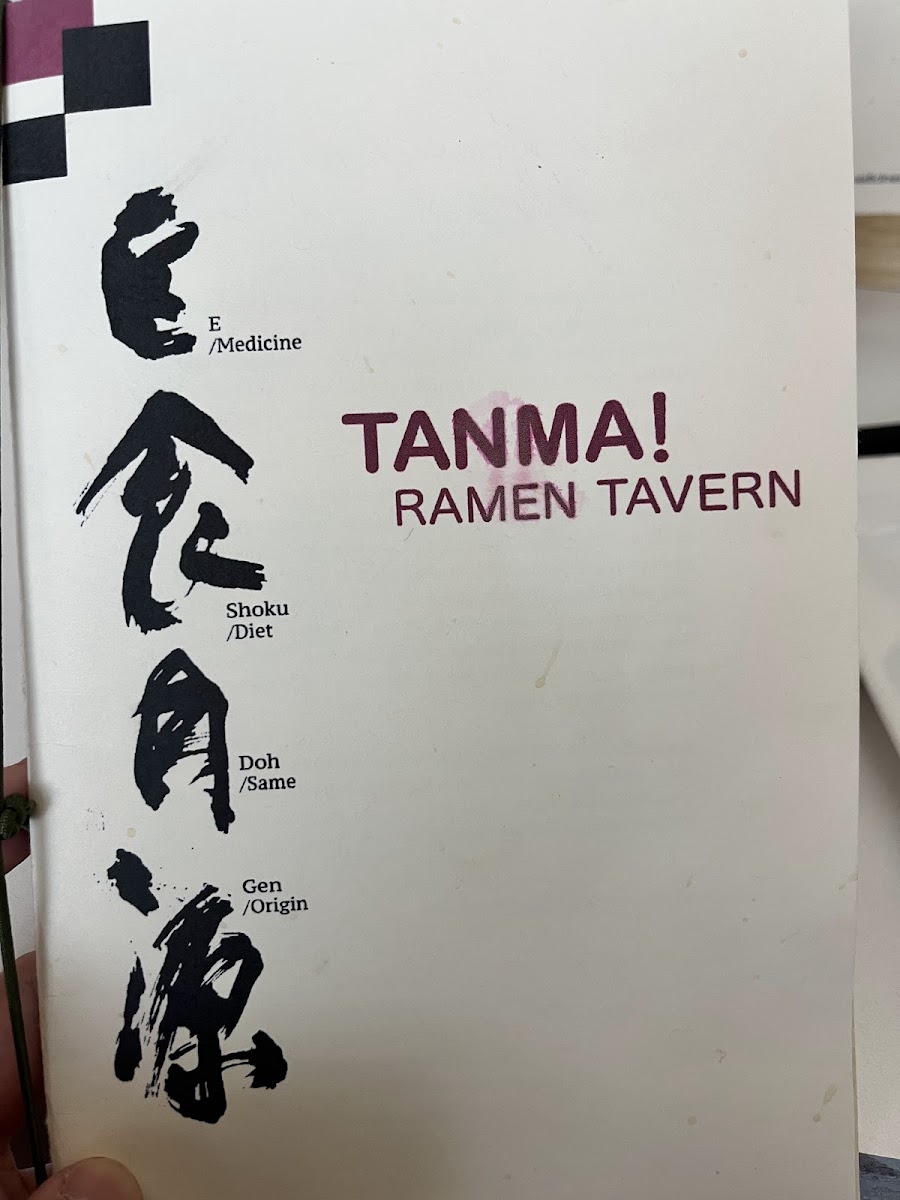 医
E
/Medicine
食
Shoku
/Diet
同
Doh
/Same
源
Gen
/Origin
TANMA!
RAMEN TAVERN